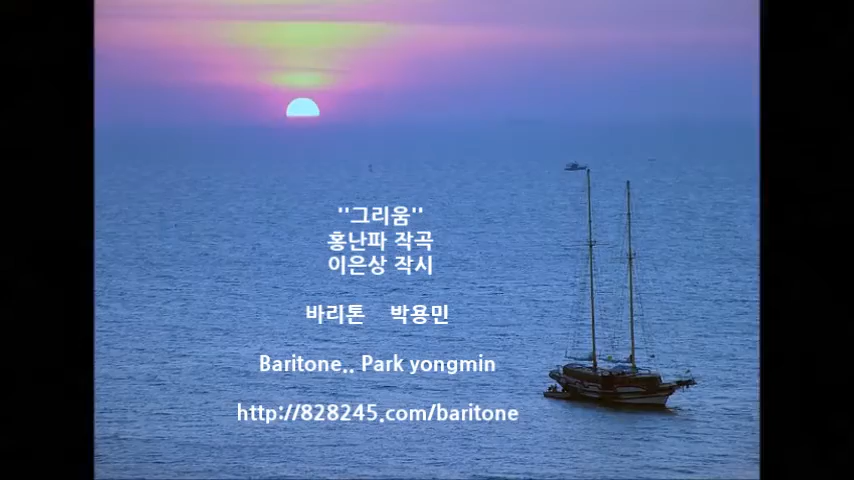 "그리움"
홍난파 작곡
이은상 작시
바리톤 박용민
Baritone.. Park yongmin
http://828245.com/baritone